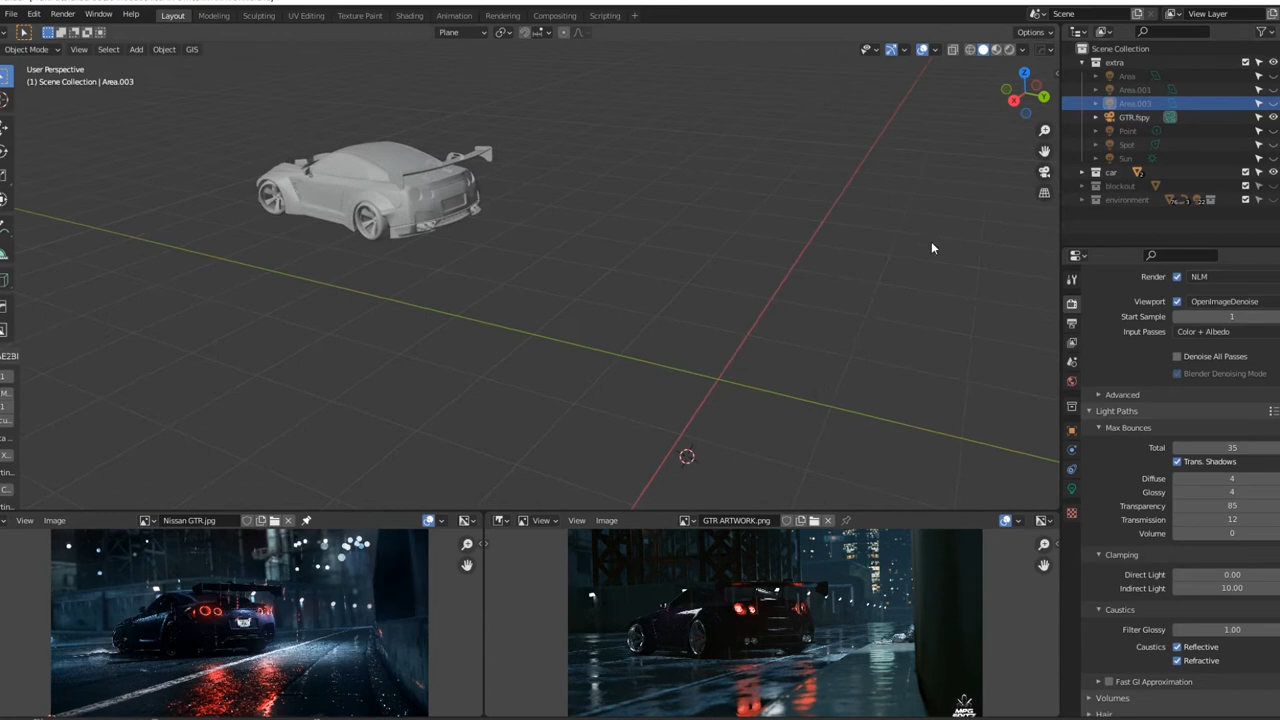 File Edit Render Window Help Layout Modeling Sculpting UV Editing Texture Paint Shading Animation Rendering Compositing Scripting + Scene View Layer
Plane Options
Object Mode View Select Add Object GIS
User Perspective
(1) Scene Collection | Area.003
Z
X Y
Scene Collection
extra
Area
Area.001
Area.003
GTR.fspy
Point
Spot
Sun
car
blockout
environment
Render NLM
Viewport OpenImageDenoise
Start Sample 1
Input Passes Color + Albedo
Denoise All Passes
Blender Denoising Mode
Advanced
Light Paths
Max Bounces
Total 35
Trans. Shadows
Diffuse 4
Glossy 4
Transparency 85
Transmission 12
Volume 0
Clamping
Direct Light 0.00
Indirect Light 10.00
Caustics
Filter Glossy 1.00
Caustics Reflective
Refractive
Fast GI Approximation
Volumes
Hair
View Image Nissan GTR.jpg
View View Image GTR ARTWORK.png